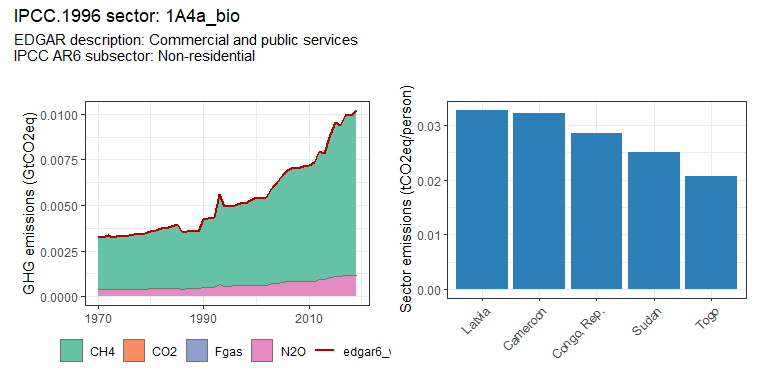 IPCC.1996 sector: 1A4a_bio
EDGAR description: Commercial and public services
IPCC AR6 subsector: Non-residential
GHG emissions (GtCO2eq)
0.0100
0.0075
0.0050
0.0025
0.0000
1970
1990
2010
CH4
CO2
Fgas
N2O
edgar6_v
Sector emissions (tCO2eq/person)
0.03
0.02
0.01
0.00
Latvia
Cameroon
Congo, Rep.
Sudan
Togo